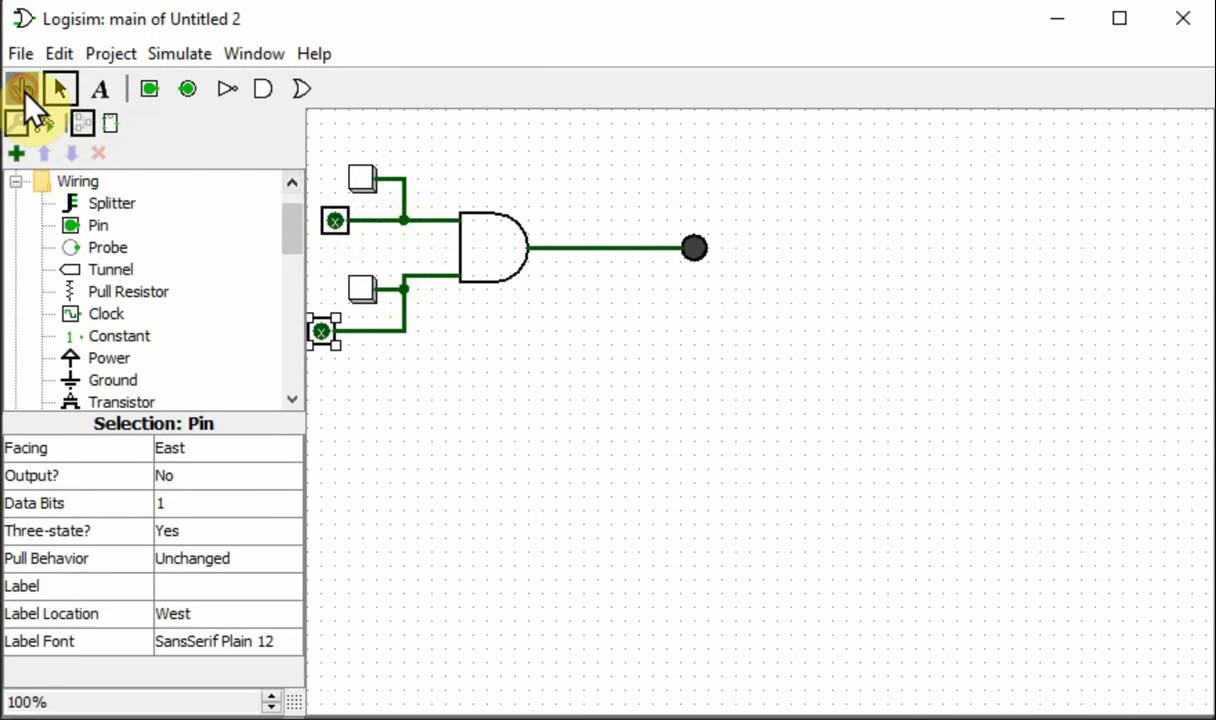 Logisim: main of Untitled 2
File Edit Project Simulate Window Help
A
Wiring
Splitter
Pin
Probe
Tunnel
Pull Resistor
Clock
1 Constant
Power
Ground
Transistor
x
x
Selection: Pin
Facing East
Output? No
Data Bits 1
Three-state? Yes
Pull Behavior Unchanged
Label
Label Location West
Label Font SansSerif Plain 12
100%